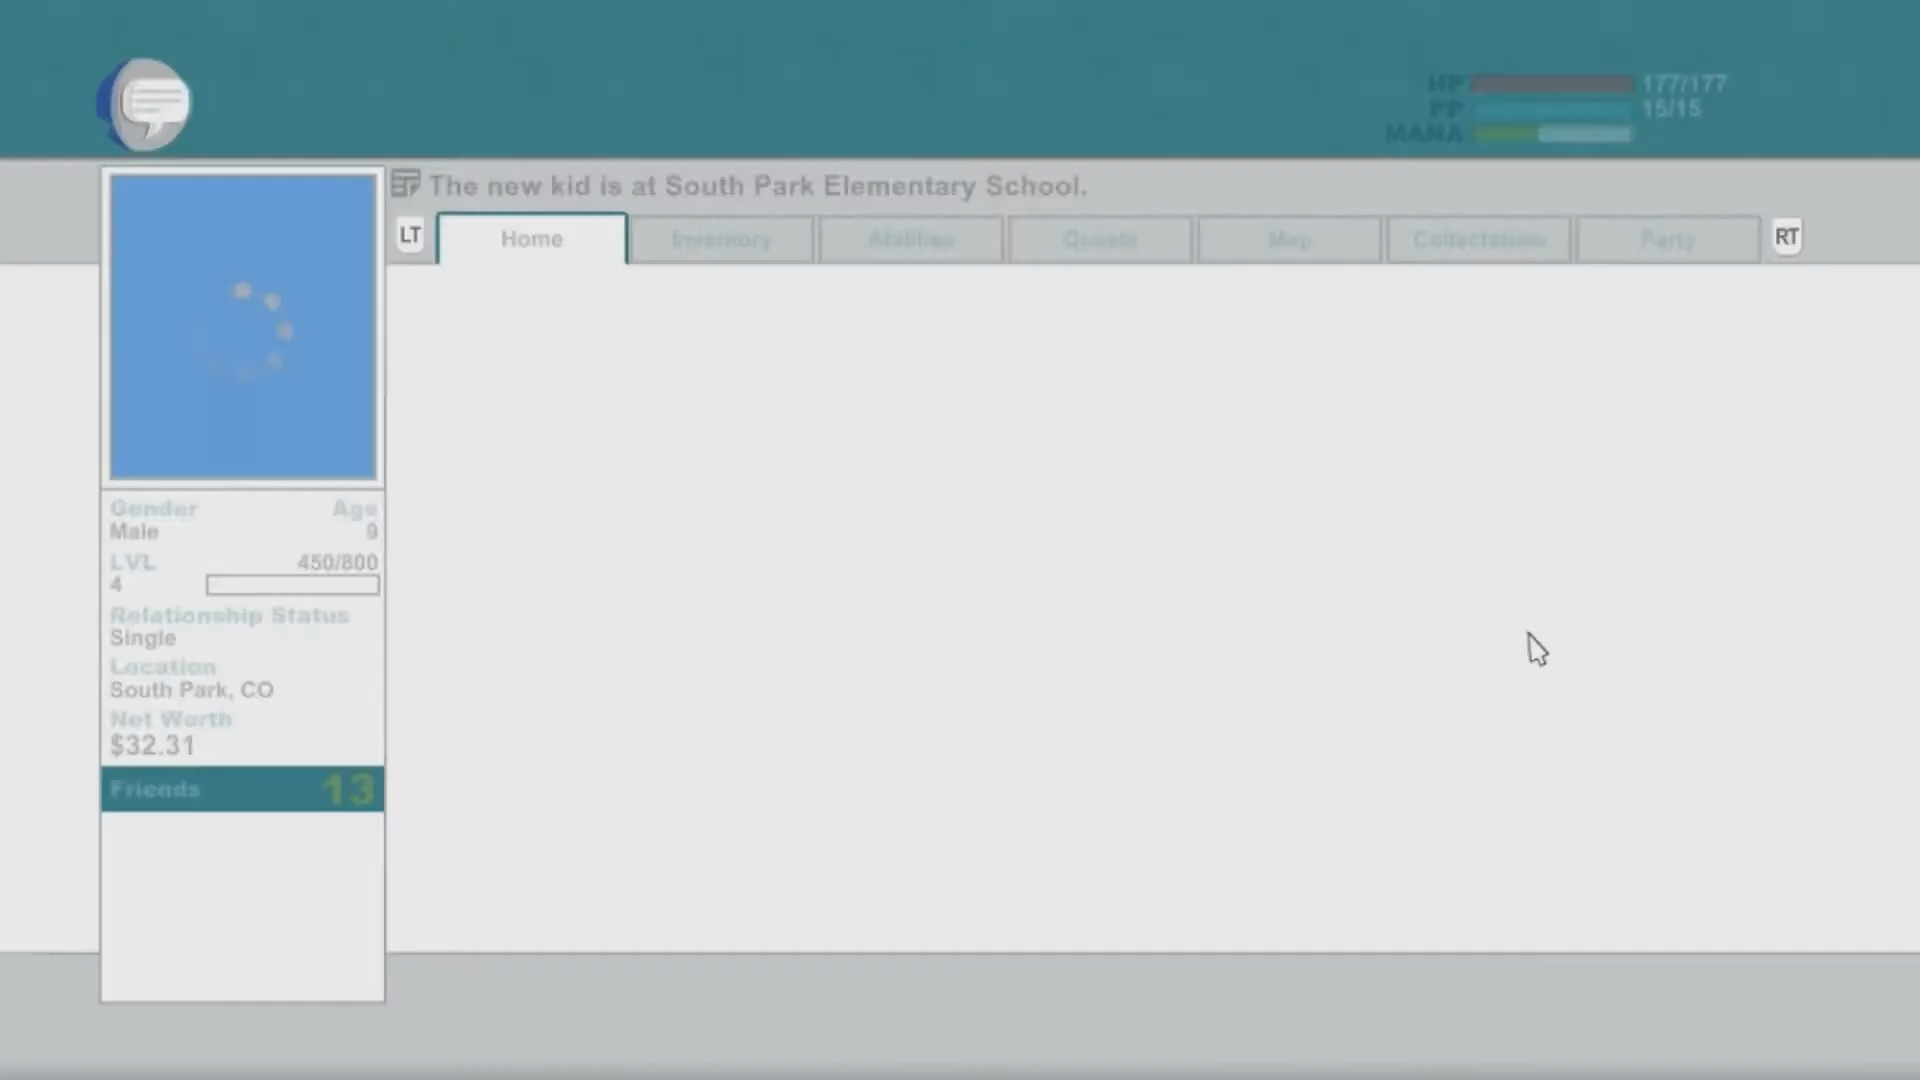 HP 177/177
PP 15/15
MANA
The new kid is at South Park Elementary School.
LT Home Inventory Abilities Quests Map Collectables Party RT
Gender Age
Male 9
LVL 450/800
4
Relationship Status
Single
Location
South Park, CO
Net Worth
$32.31
Friends 13